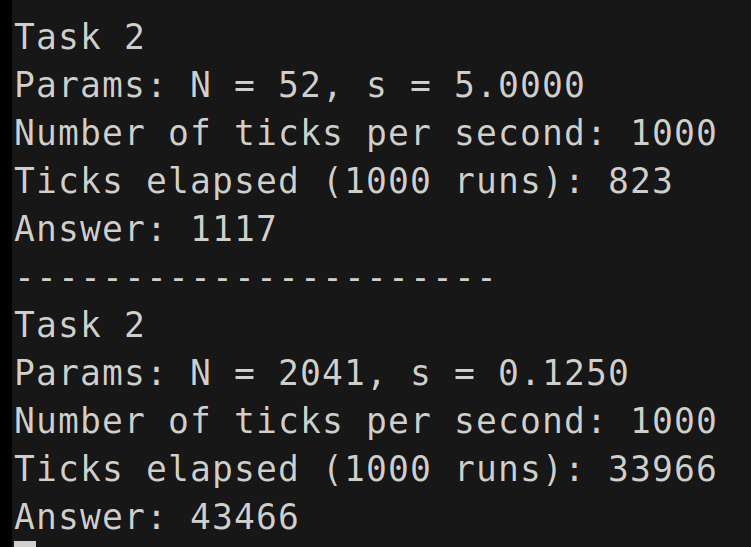 Task 2
Params: N = 52, s = 5.0000
Number of ticks per second: 1000
Ticks elapsed (1000 runs): 823
Answer: 1117
----------------------
Task 2
Params: N = 2041, s = 0.1250
Number of ticks per second: 1000
Ticks elapsed (1000 runs): 33966
Answer: 43466